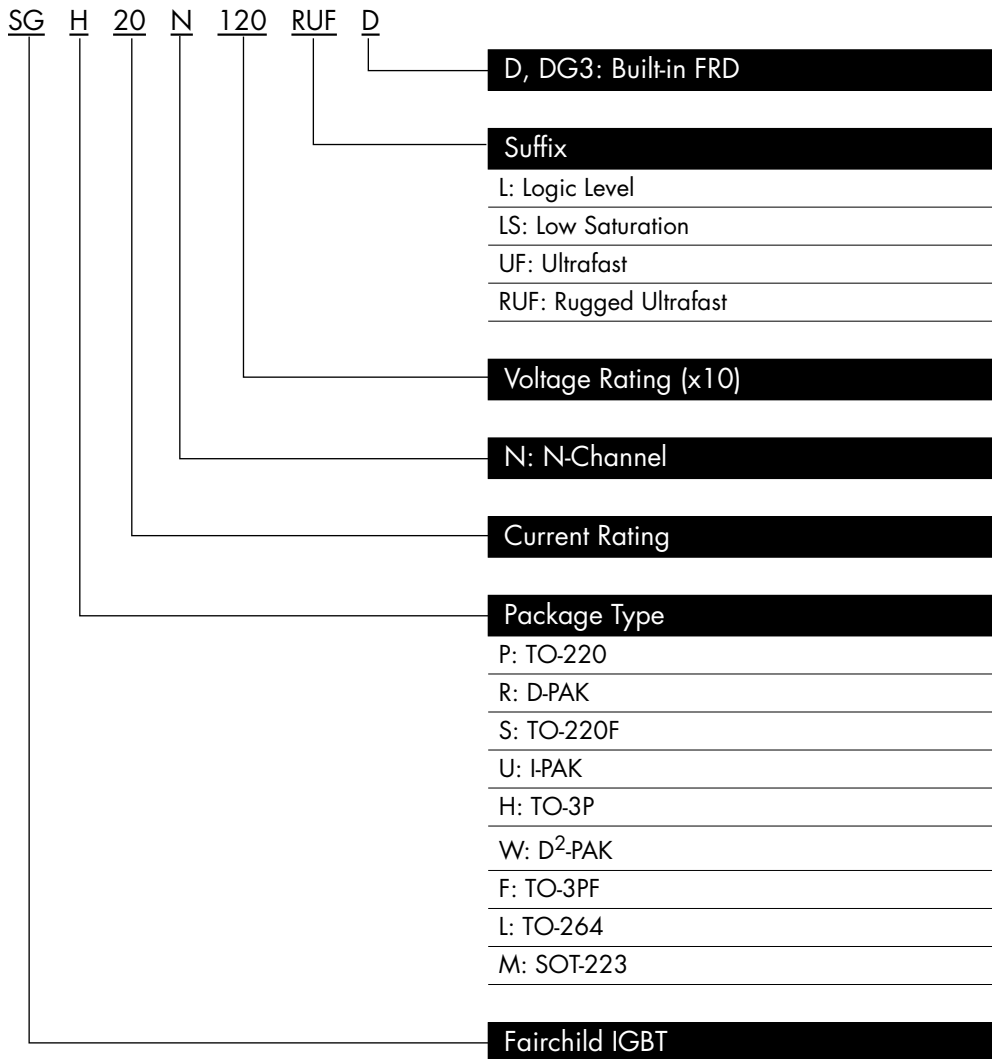 SG H 20 N 120 RUF D
D, DG3: Built-in FRD
Suffix
L: Logic Level
LS: Low Saturation
UF: Ultrafast
RUF: Rugged Ultrafast
Voltage Rating (x10)
N: N-Channel
Current Rating
Package Type
P: TO-220
R: D-PAK
S: TO-220F
U: I-PAK
H: TO-3P
W: D²-PAK
F: TO-3PF
L: TO-264
M: SOT-223
Fairchild IGBT